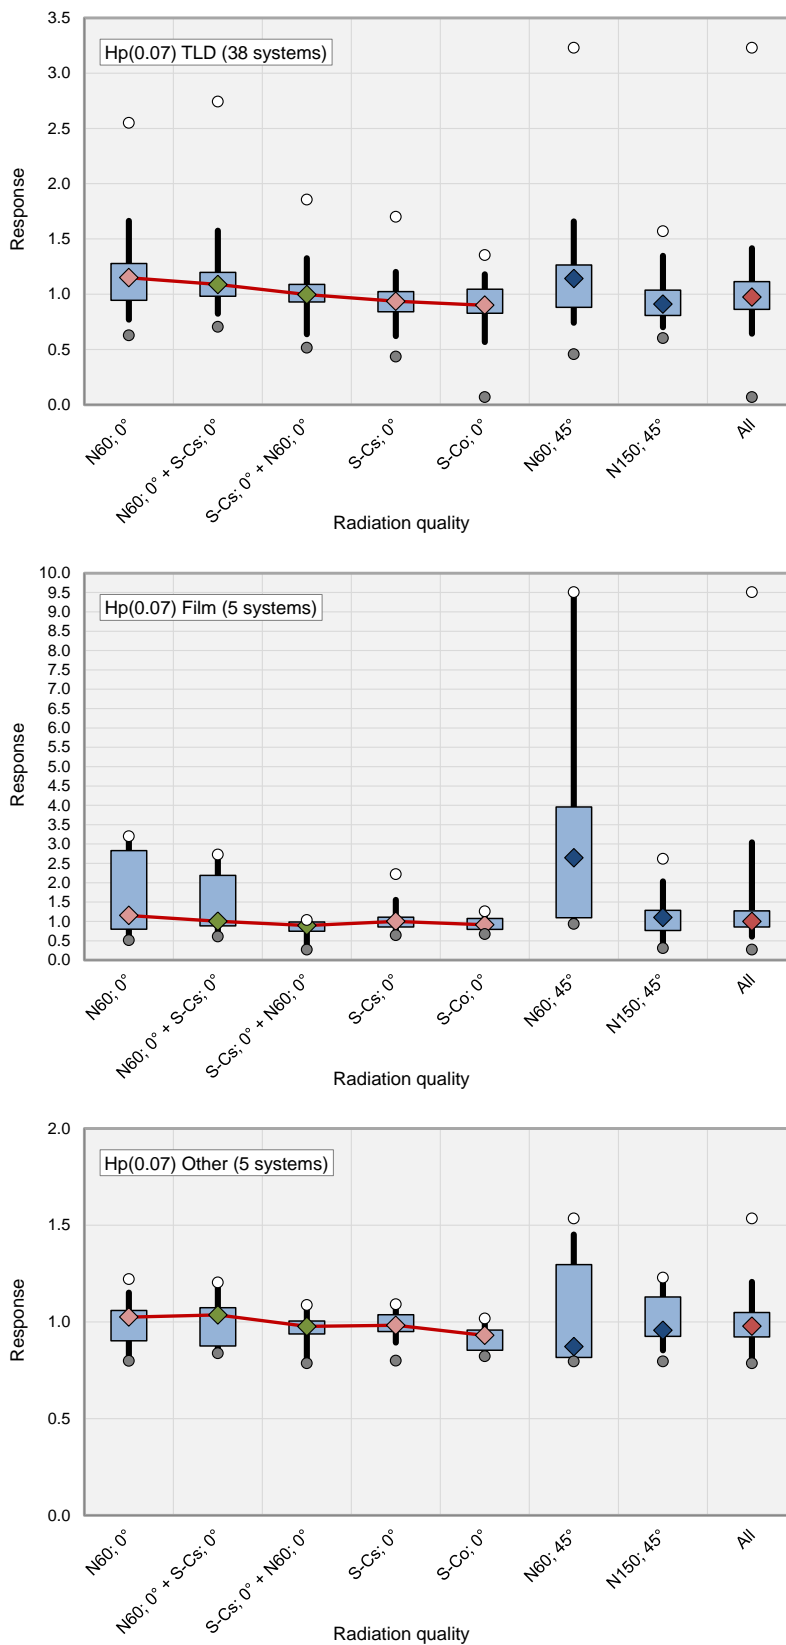 3.5
Hp(0.07) TLD (38 systems)
3.0
2.5
2.0
1.5
1.0
0.5
0.0
Response
N60; 0°
N60; 0° + S-Cs; 0°
S-Cs; 0° + N60; 0°
S-Cs; 0°
S-Co; 0°
N60; 45°
N150; 45°
All
Radiation quality
10.0
9.5
Hp(0.07) Film (5 systems)
9.0
8.5
8.0
7.5
7.0
6.5
6.0
5.5
5.0
4.5
4.0
3.5
3.0
2.5
2.0
1.5
1.0
0.5
0.0
Response
N60; 0°
N60; 0° + S-Cs; 0°
S-Cs; 0° + N60; 0°
S-Cs; 0°
S-Co; 0°
N60; 45°
N150; 45°
All
Radiation quality
2.0
Hp(0.07) Other (5 systems)
1.5
1.0
0.5
0.0
Response
N60; 0°
N60; 0° + S-Cs; 0°
S-Cs; 0° + N60; 0°
S-Cs; 0°
S-Co; 0°
N60; 45°
N150; 45°
All
Radiation quality